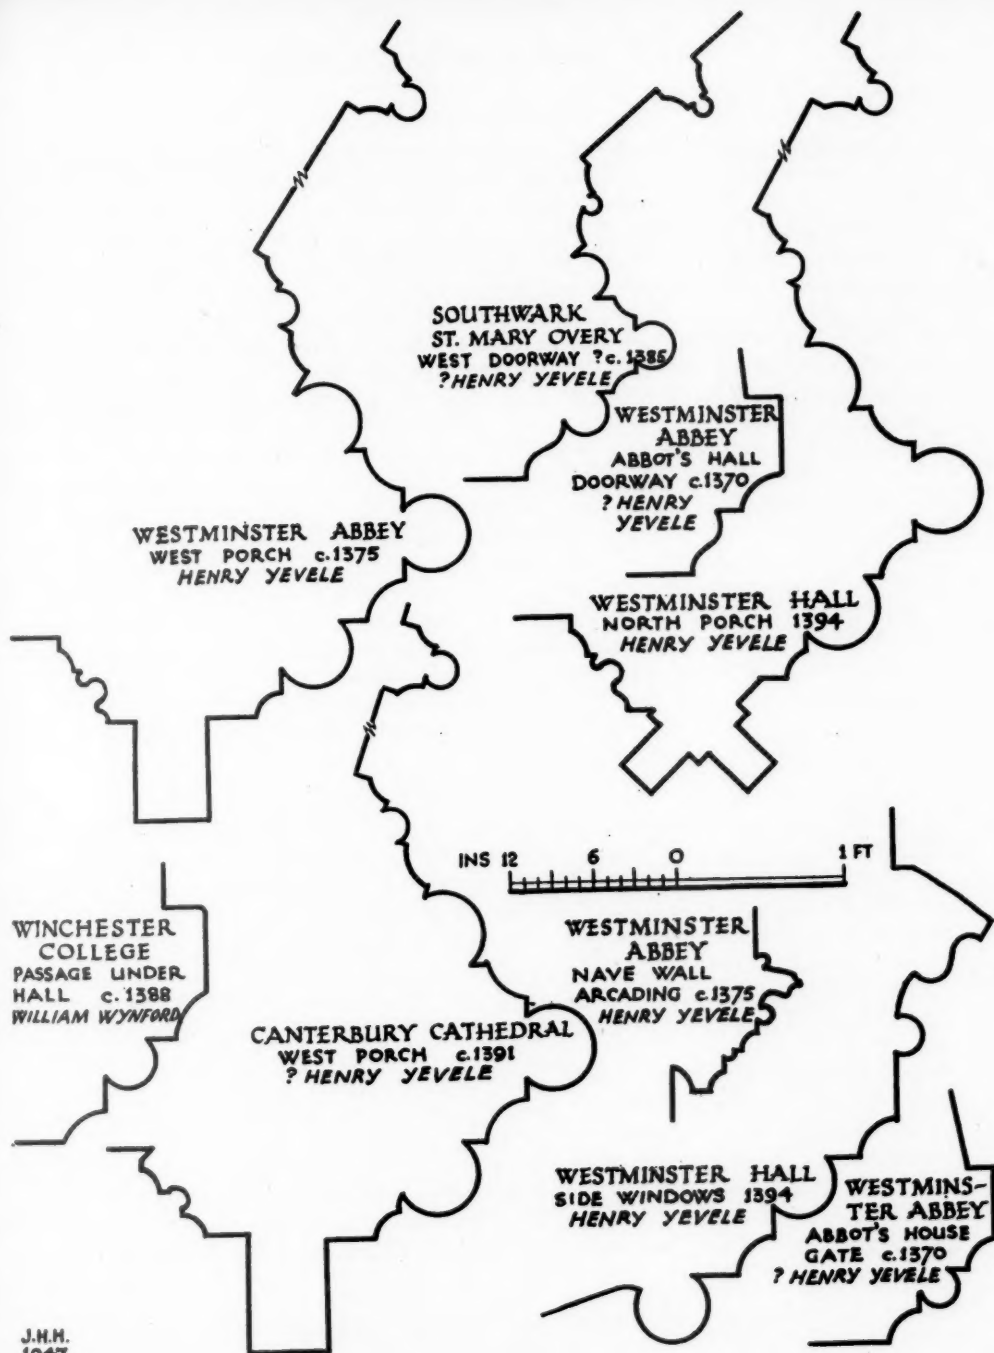 SOUTHWARK
ST. MARY OVERY
WEST DOORWAY ?c. 1385
?HENRY YEVELE
WESTMINSTER
ABBEY
ABBOT'S HALL
DOORWAY c.1370
? HENRY
YEVELE
WESTMINSTER ABBEY
WEST PORCH c.1375
HENRY YEVELE
WESTMINSTER HALL
NORTH PORCH 1394
HENRY YEVELE
INS 12 6 0 1 FT
WINCHESTER
COLLEGE
PASSAGE UNDER
HALL c. 1388
WILLIAM WYNFORD
CANTERBURY CATHEDRAL
WEST PORCH c.1391
? HENRY YEVELE
WESTMINSTER
ABBEY
NAVE WALL
ARCADING c.1375
HENRY YEVELE
WESTMINSTER HALL
SIDE WINDOWS 1394
HENRY YEVELE
WESTMINS-
TER ABBEY
ABBOT'S HOUSE
GATE c.1370
? HENRY YEVELE
J.H.H.
1947